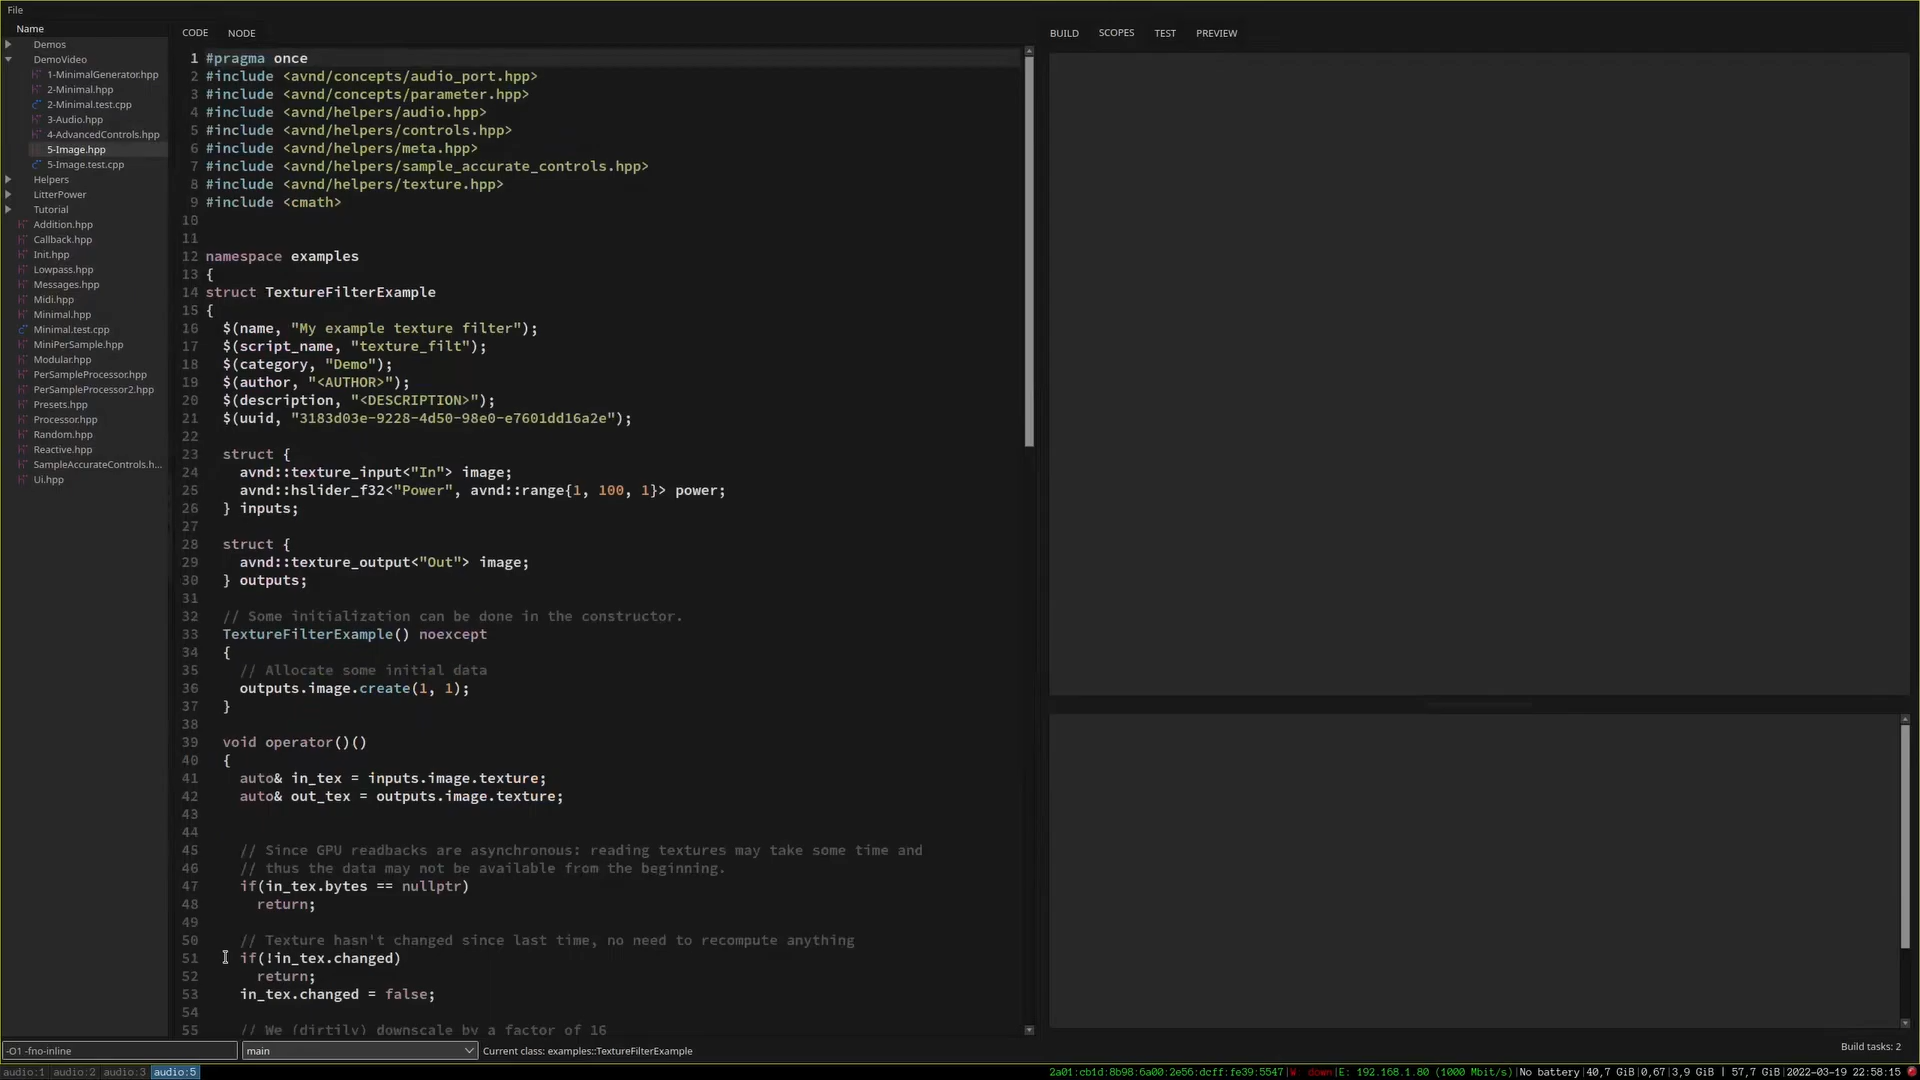 File
Name
Demos
DemoVideo
1-MinimalGenerator.hpp
2-Minimal.hpp
2-Minimal.test.cpp
3-Audio.hpp
4-AdvancedControls.hpp
5-Image.hpp
5-Image.test.cpp
Helpers
LitterPower
Tutorial
Addition.hpp
Callback.hpp
Init.hpp
Lowpass.hpp
Messages.hpp
Midi.hpp
Minimal.hpp
Minimal.test.cpp
MiniPerSample.hpp
Modular.hpp
PerSampleProcessor.hpp
PerSampleProcessor2.hpp
Presets.hpp
Processor.hpp
Random.hpp
Reactive.hpp
SampleAccurateControls.h...
Ui.hpp
CODE NODE
1 #pragma once
2 #include <avnd/concepts/audio_port.hpp>
3 #include <avnd/concepts/parameter.hpp>
4 #include <avnd/helpers/audio.hpp>
5 #include <avnd/helpers/controls.hpp>
6 #include <avnd/helpers/meta.hpp>
7 #include <avnd/helpers/sample_accurate_controls.hpp>
8 #include <avnd/helpers/texture.hpp>
9 #include <cmath>
10
11
12 namespace examples
13 {
14 struct TextureFilterExample
15 {
16 $(name, "My example texture filter");
17 $(script_name, "texture_filt");
18 $(category, "Demo");
19 $(author, "<AUTHOR>");
20 $(description, "<DESCRIPTION>");
21 $(uuid, "3183d03e-9228-4d50-98e0-e7601dd16a2e");
22
23 struct {
24 avnd::texture_input<"In"> image;
25 avnd::hslider_f32<"Power", avnd::range{1, 100, 1}> power;
26 } inputs;
27
28 struct {
29 avnd::texture_output<"Out"> image;
30 } outputs;
31
32 // Some initialization can be done in the constructor.
33 TextureFilterExample() noexcept
34 {
35 // Allocate some initial data
36 outputs.image.create(1, 1);
37 }
38
39 void operator()()
40 {
41 auto& in_tex = inputs.image.texture;
42 auto& out_tex = outputs.image.texture;
43
44
45 // Since GPU readbacks are asynchronous: reading textures may take some time and
46 // thus the data may not be available from the beginning.
47 if(in_tex.bytes == nullptr)
48 return;
49
50 // Texture hasn't changed since last time, no need to recompute anything
51 if(!in_tex.changed)
52 return;
53 in_tex.changed = false;
54
55 // We (dirtily) downscale by a factor of 16
BUILD SCOPES TEST PREVIEW
-O1 -fno-inline main Current class: examples::TextureFilterExample Build tasks: 2
audio:1 audio:2 audio:3 audio:5 2a01:cb1d:8b98:6a00:2e56:dcff:fe39:5547|W down|E: 192.168.1.80 (1000 Mbit/s)|No battery|40,7 GiB|0,67|3,9 GiB | 57,7 GiB|2022-03-19 22:58:15